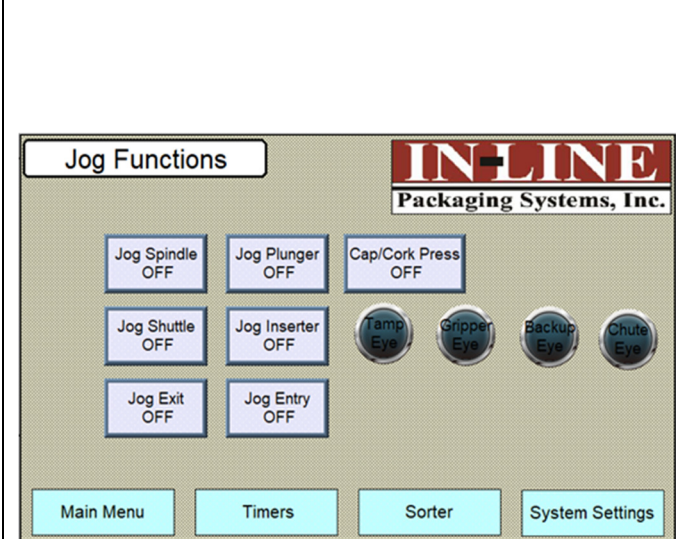 Jog Functions
IN-LINE
Packaging Systems, Inc.
Jog Spindle
OFF
Jog Plunger
OFF
Cap/Cork Press
OFF
Jog Shuttle
OFF
Jog Inserter
OFF
Tamp
Eye
Gripper
Eye
Backup
Eye
Chute
Eye
Jog Exit
OFF
Jog Entry
OFF
Main Menu
Timers
Sorter
System Settings